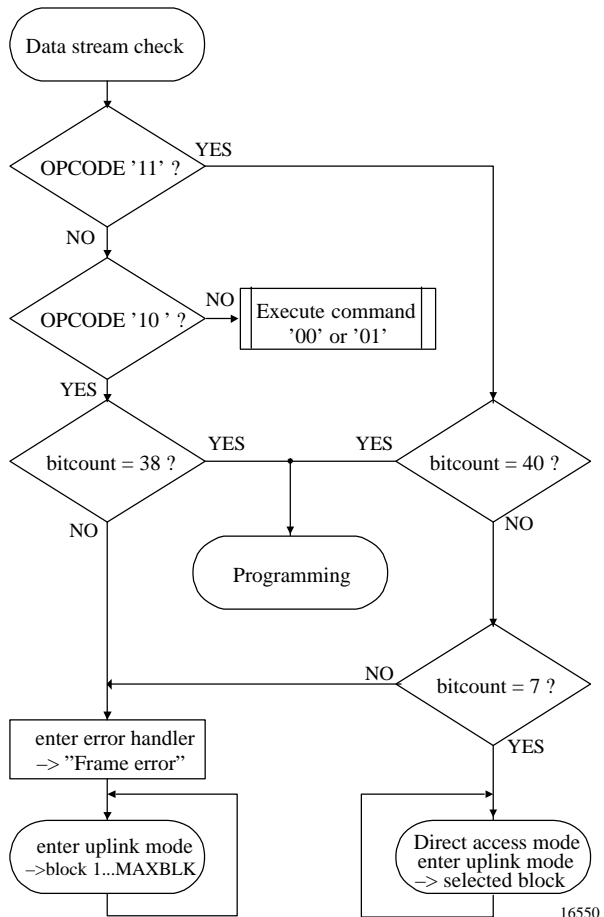 Data stream check
OPCODE ’11’ ?
YES
NO
OPCODE ’10 ’ ?
NO
Execute command
’00’ or ’01’
YES
bitcount = 38 ?
YES
YES
bitcount = 40 ?
NO
NO
Programming
NO
bitcount = 7 ?
YES
enter error handler
–> ”Frame error”
enter uplink mode
–>block 1...MAXBLK
Direct access mode
enter uplink mode
–> selected block
16550